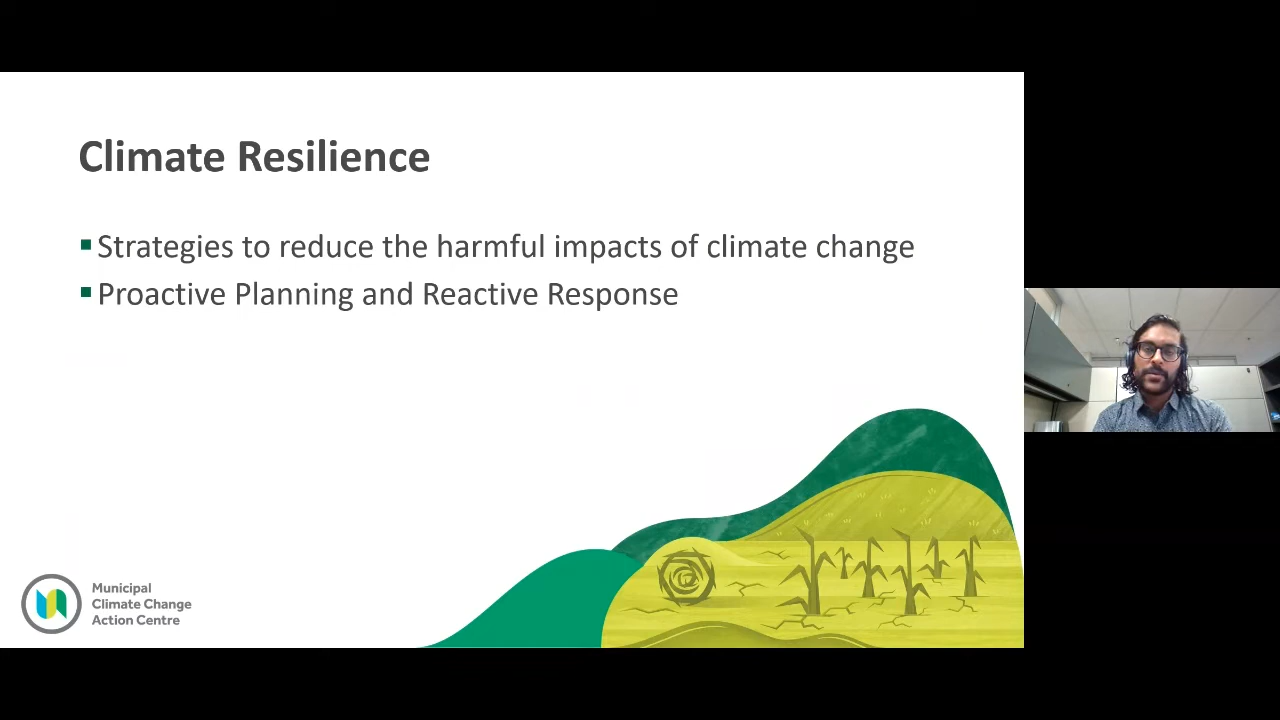 Climate Resilience
▪Strategies to reduce the harmful impacts of climate change
▪Proactive Planning and Reactive Response
Municipal
Climate Change
Action Centre